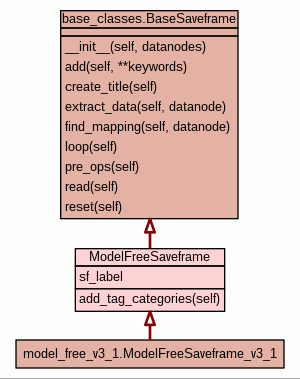 base_classes.BaseSaveframe
__init__(self, datanodes)
add(self, **keywords)
create_title(self)
extract_data(self, datanode)
find_mapping(self, datanode)
loop(self)
pre_ops(self)
read(self)
reset(self)
ModelFreeSaveframe
sf_label
add_tag_categories(self)
model_free_v3_1.ModelFreeSaveframe_v3_1